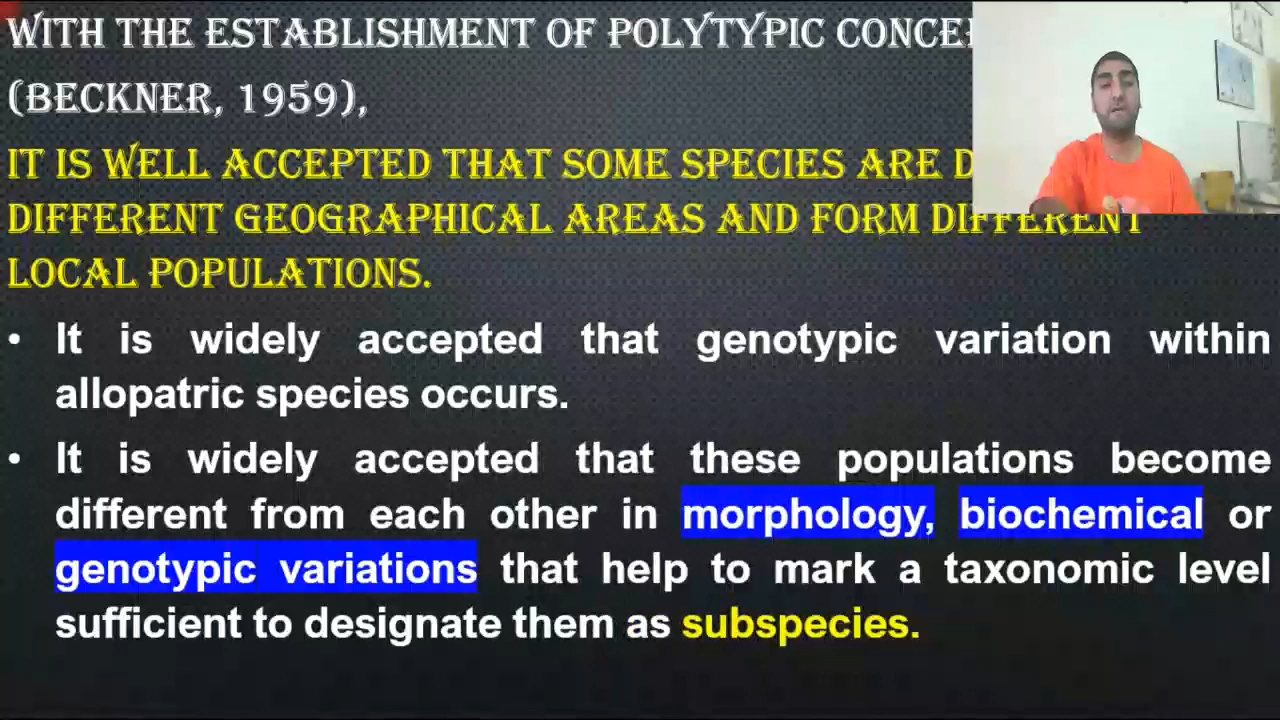 WITH THE ESTABLISHMENT OF POLYTYPIC
(BECKNER, 1959),
IT IS WELL ACCEPTED THAT SOME SPECIES ARE
DIFFERENT GEOGRAPHICAL AREAS AND FORM DIFFERENT
LOCAL POPULATIONS.
• It is widely accepted that genotypic variation within
allopatric species occurs.
• It is widely accepted that these populations become
different from each other in morphology, biochemical or
genotypic variations that help to mark a taxonomic level
sufficient to designate them as subspecies.